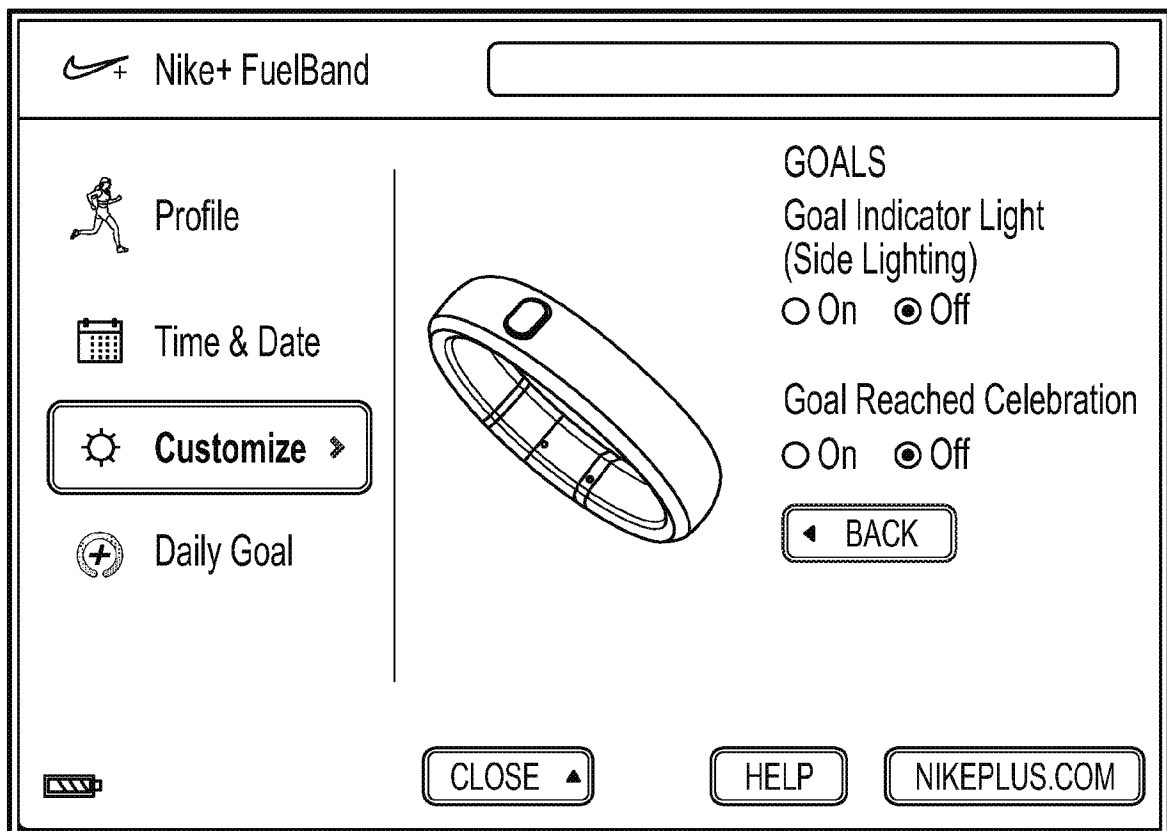 Nike+ FuelBand
Profile
Time & Date
Customize
Daily Goal
GOALS
Goal Indicator Light
(Side Lighting)
On Off
Goal Reached Celebration
On Off
BACK
CLOSE
HELP
NIKEPLUS.COM